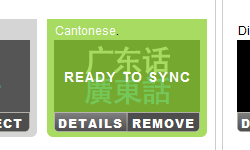 Cantonese.
广东话
READY TO SYNC
廣東話
ECT
DETAILS
REMOVE
Di
D